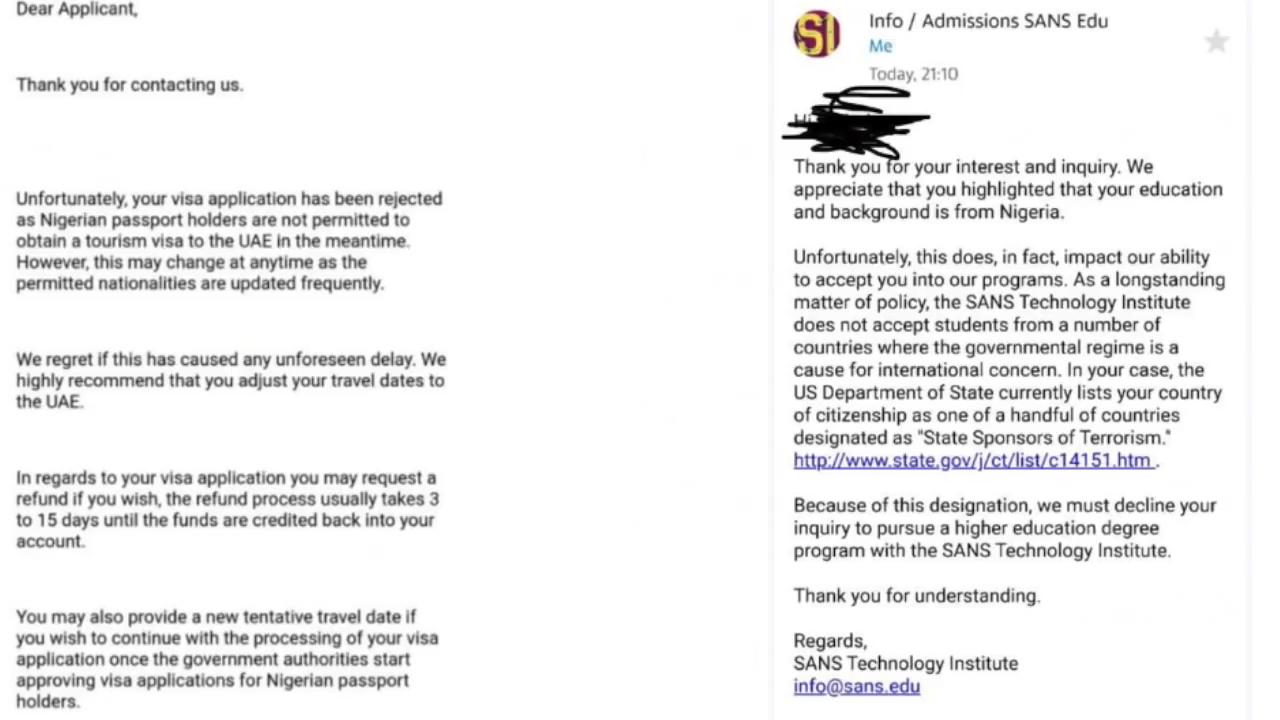 Dear Applicant,
Thank you for contacting us.
Unfortunately, your visa application has been rejected
as Nigerian passport holders are not permitted to
obtain a tourism visa to the UAE in the meantime.
However, this may change at anytime as the
permitted nationalities are updated frequently.
We regret if this has caused any unforeseen delay. We
highly recommend that you adjust your travel dates to
the UAE.
In regards to your visa application you may request a
refund if you wish, the refund process usually takes 3
to 15 days until the funds are credited back into your
account.
You may also provide a new tentative travel date if
you wish to continue with the processing of your visa
application once the government authorities start
approving visa applications for Nigerian passport
holders.
SI
Info / Admissions SANS Edu
Me
Today, 21:10
Hi
Thank you for your interest and inquiry. We
appreciate that you highlighted that your education
and background is from Nigeria.
Unfortunately, this does, in fact, impact our ability
to accept you into our programs. As a longstanding
matter of policy, the SANS Technology Institute
does not accept students from a number of
countries where the governmental regime is a
cause for international concern. In your case, the
US Department of State currently lists your country
of citizenship as one of a handful of countries
designated as "State Sponsors of Terrorism."
http://www.state.gov/j/ct/list/c14151.htm .
Because of this designation, we must decline your
inquiry to pursue a higher education degree
program with the SANS Technology Institute.
Thank you for understanding.
Regards,
SANS Technology Institute
info@sans.edu